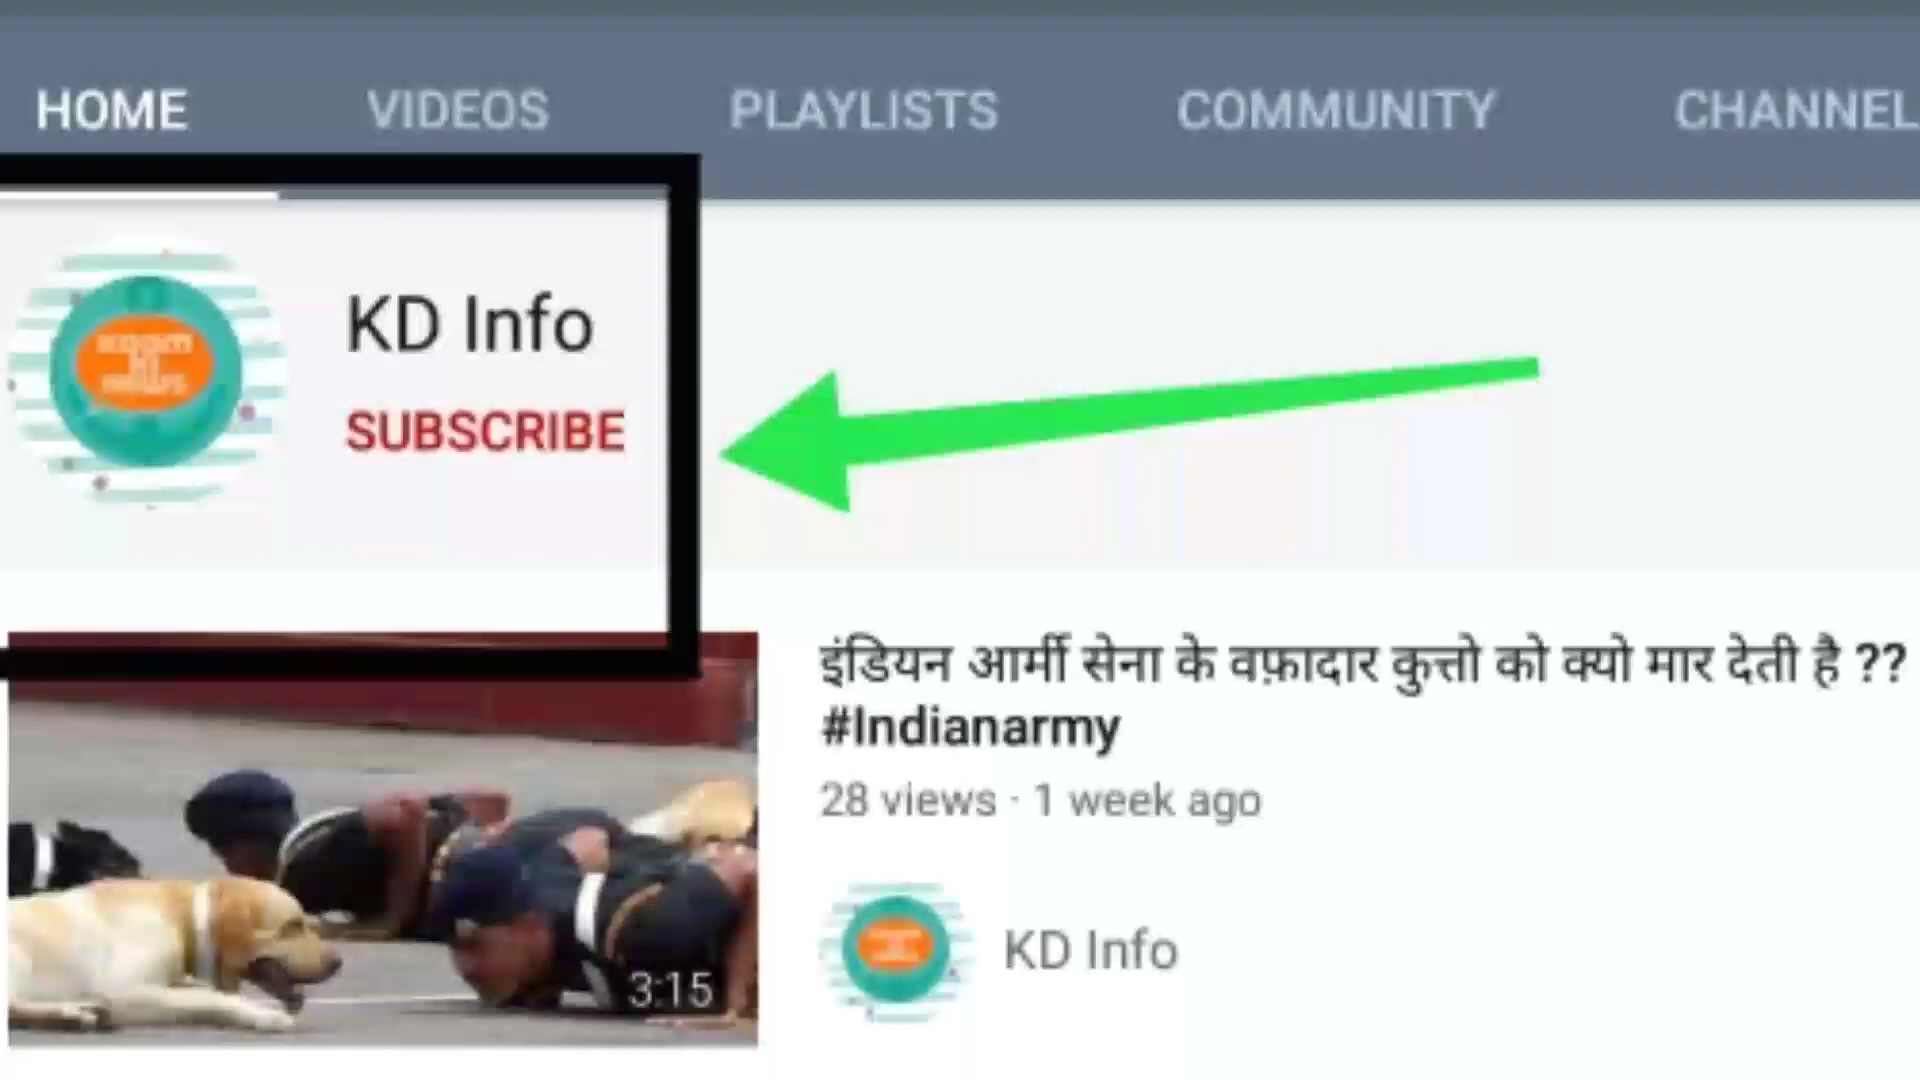 HOME VIDEOS PLAYLISTS COMMUNITY CHANNEL
KD Info
SUBSCRIBE
इंडियन आर्मी सेना के वफ़ादार कुत्तो को क्यो मार देती है ??
#Indianarmy
28 views · 1 week ago
3:15
KD Info